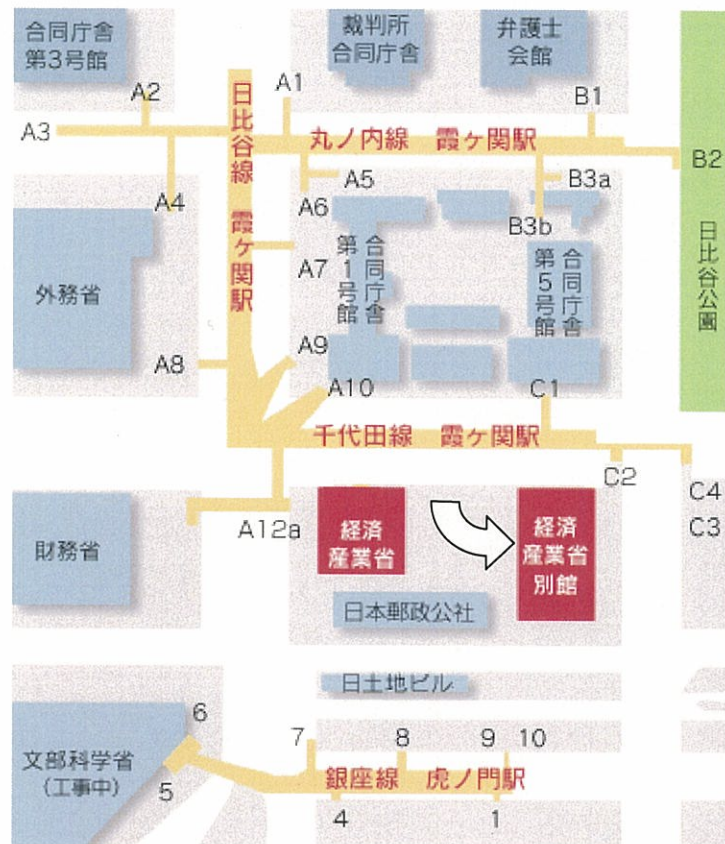 合同庁舎
第3号館
裁判所
合同庁舎
弁護士
会館
A2
A1
B1
A3
日比谷線 霞ヶ関駅
丸ノ内線 霞ヶ関駅
B2
A4
A5
B3a
A6
B3b
外務省
A7
合同庁舎
第1号館
合同庁舎
第5号館
日比谷公園
A8
A9
A10
C1
千代田線 霞ヶ関駅
C2
C4
C3
財務省
A12a
経済
産業省
経済
産業省
別館
日本郵政公社
日土地ビル
6
文部科学省
(工事中)
5
7
8
9
10
銀座線 虎ノ門駅
4
1